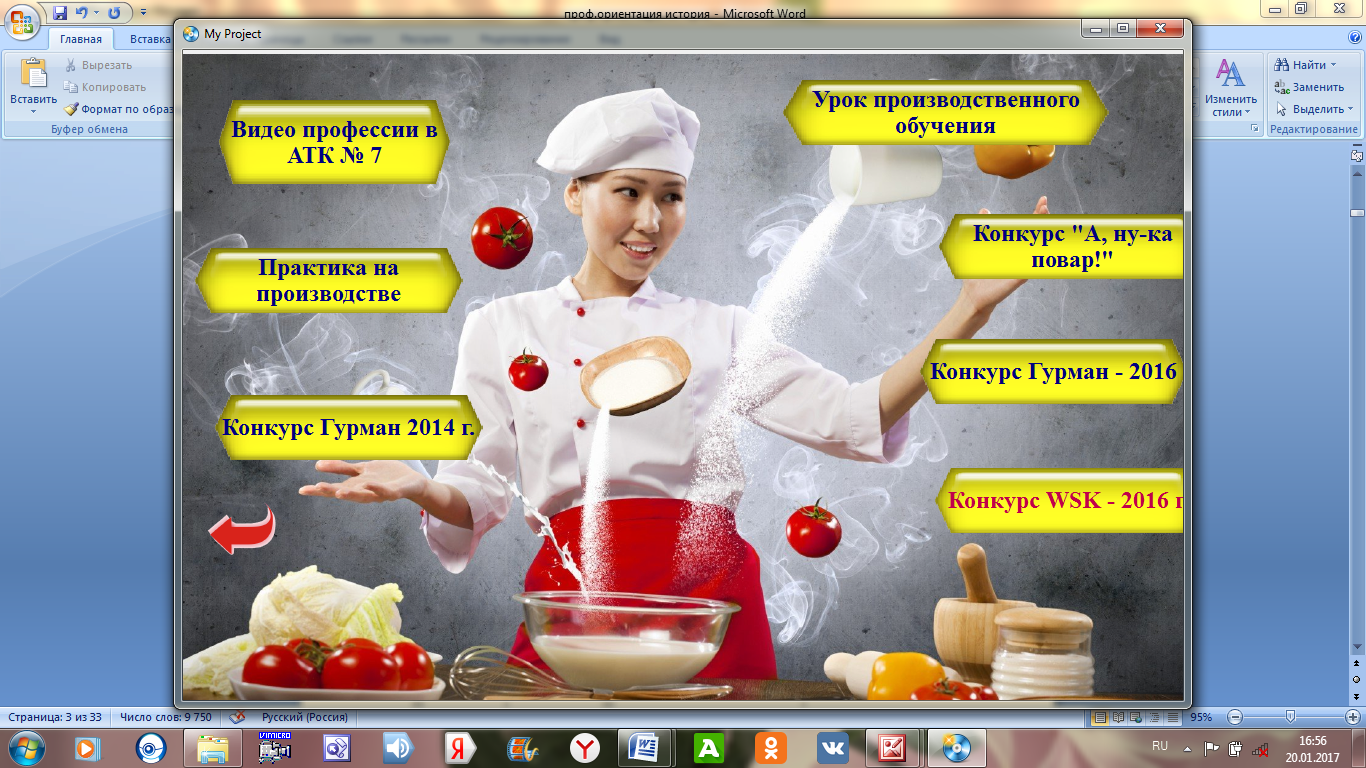 проф.ориентация история - Microsoft Word
Главная
Вставка
Вставить
Вырезать
Копировать
Формат по образ
Буфер обмена
Изменить
стили
Найти
Заменить
Выделить
Редактирование
My Project
Видео профессии в
АТК № 7
Урок производственного
обучения
Практика на
производстве
Конкурс "А, ну-ка
повар!"
Конкурс Гурман - 2016
Конкурс Гурман 2014 г.
Конкурс WSK - 2016 г
Страница: 3 из 33
Число слов: 9 750
Русский (Россия)
95%
VIMICRO
RU
16:56
20.01.2017